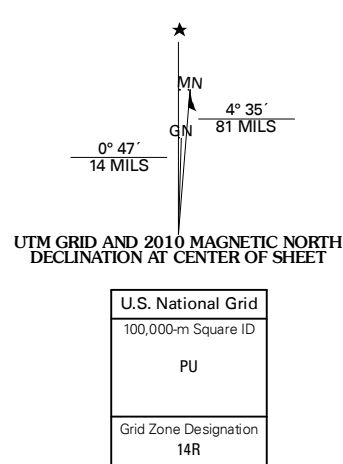 ★
MN
4° 35´
81 MILS
GN
0° 47´
14 MILS
UTM GRID AND 2010 MAGNETIC NORTH
DECLINATION AT CENTER OF SHEET
U.S. National Grid
100,000-m Square ID
PU
Grid Zone Designation
14R